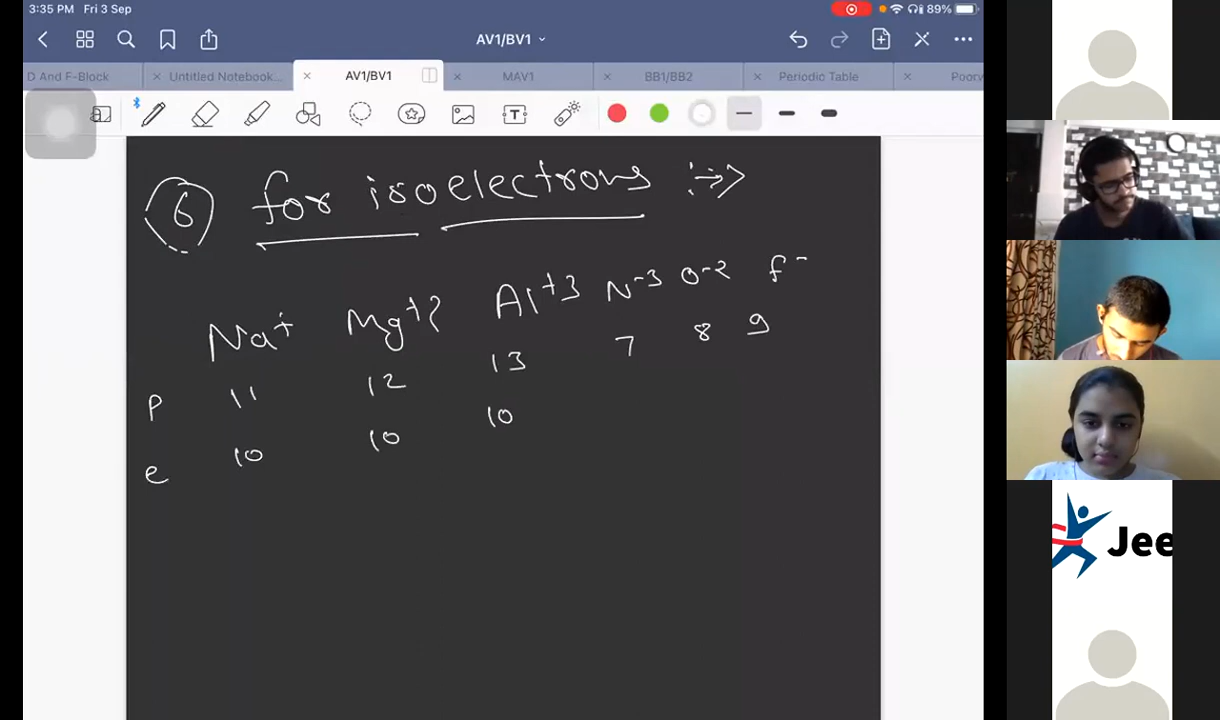 3:35 PM Fri 3 Sep
89%
AV1/BV1
D And F-Block
Untitled Notebook...
AV1/BV1
MAV1
BB1/BB2
Periodic Table
Poorv
T
6 for isoelectrons :->
Na+ Mg+2 Al+3 N-3 O-2 f-
p 11 12 13 7 8 9
e 10 10 10
Jee